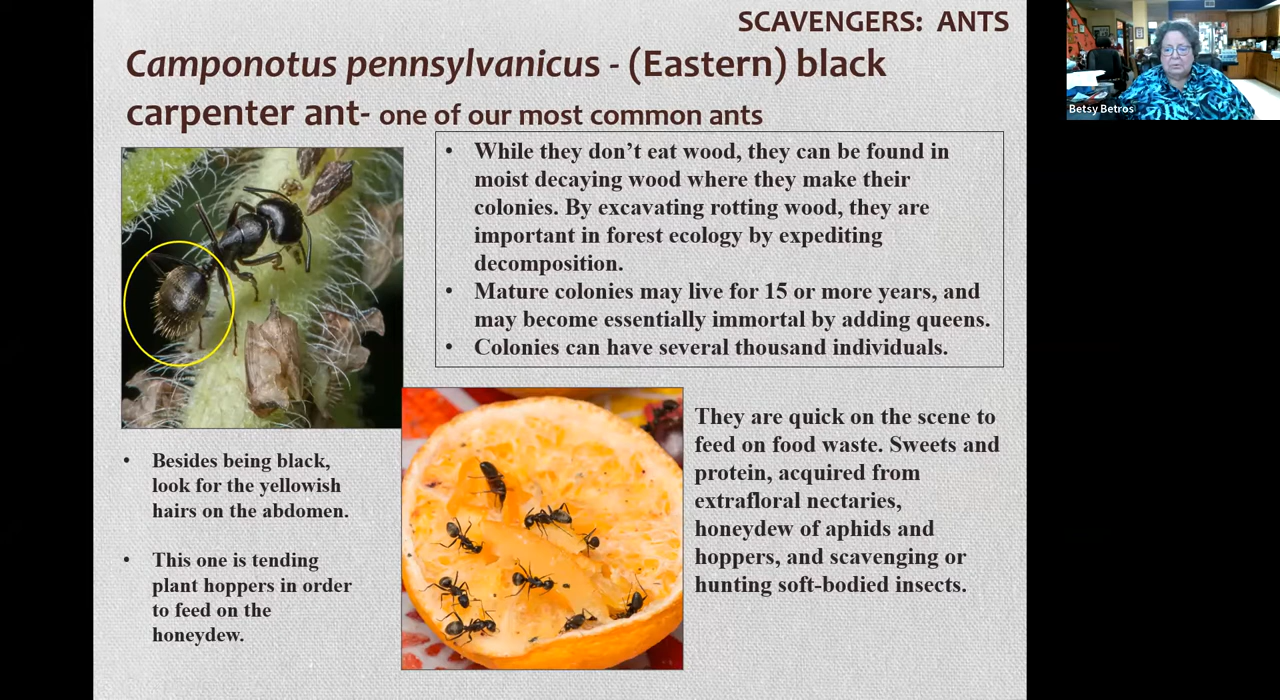 SCAVENGERS: ANTS
Camponotus pennsylvanicus - (Eastern) black
carpenter ant- one of our most common ants
Betsy Betros
• While they don’t eat wood, they can be found in
moist decaying wood where they make their
colonies. By excavating rotting wood, they are
important in forest ecology by expediting
decomposition.
• Mature colonies may live for 15 or more years, and
may become essentially immortal by adding queens.
• Colonies can have several thousand individuals.
• Besides being black,
look for the yellowish
hairs on the abdomen.
• This one is tending
plant hoppers in order
to feed on the
honeydew.
They are quick on the scene to
feed on food waste. Sweets and
protein, acquired from
extrafloral nectaries,
honeydew of aphids and
hoppers, and scavenging or
hunting soft-bodied insects.